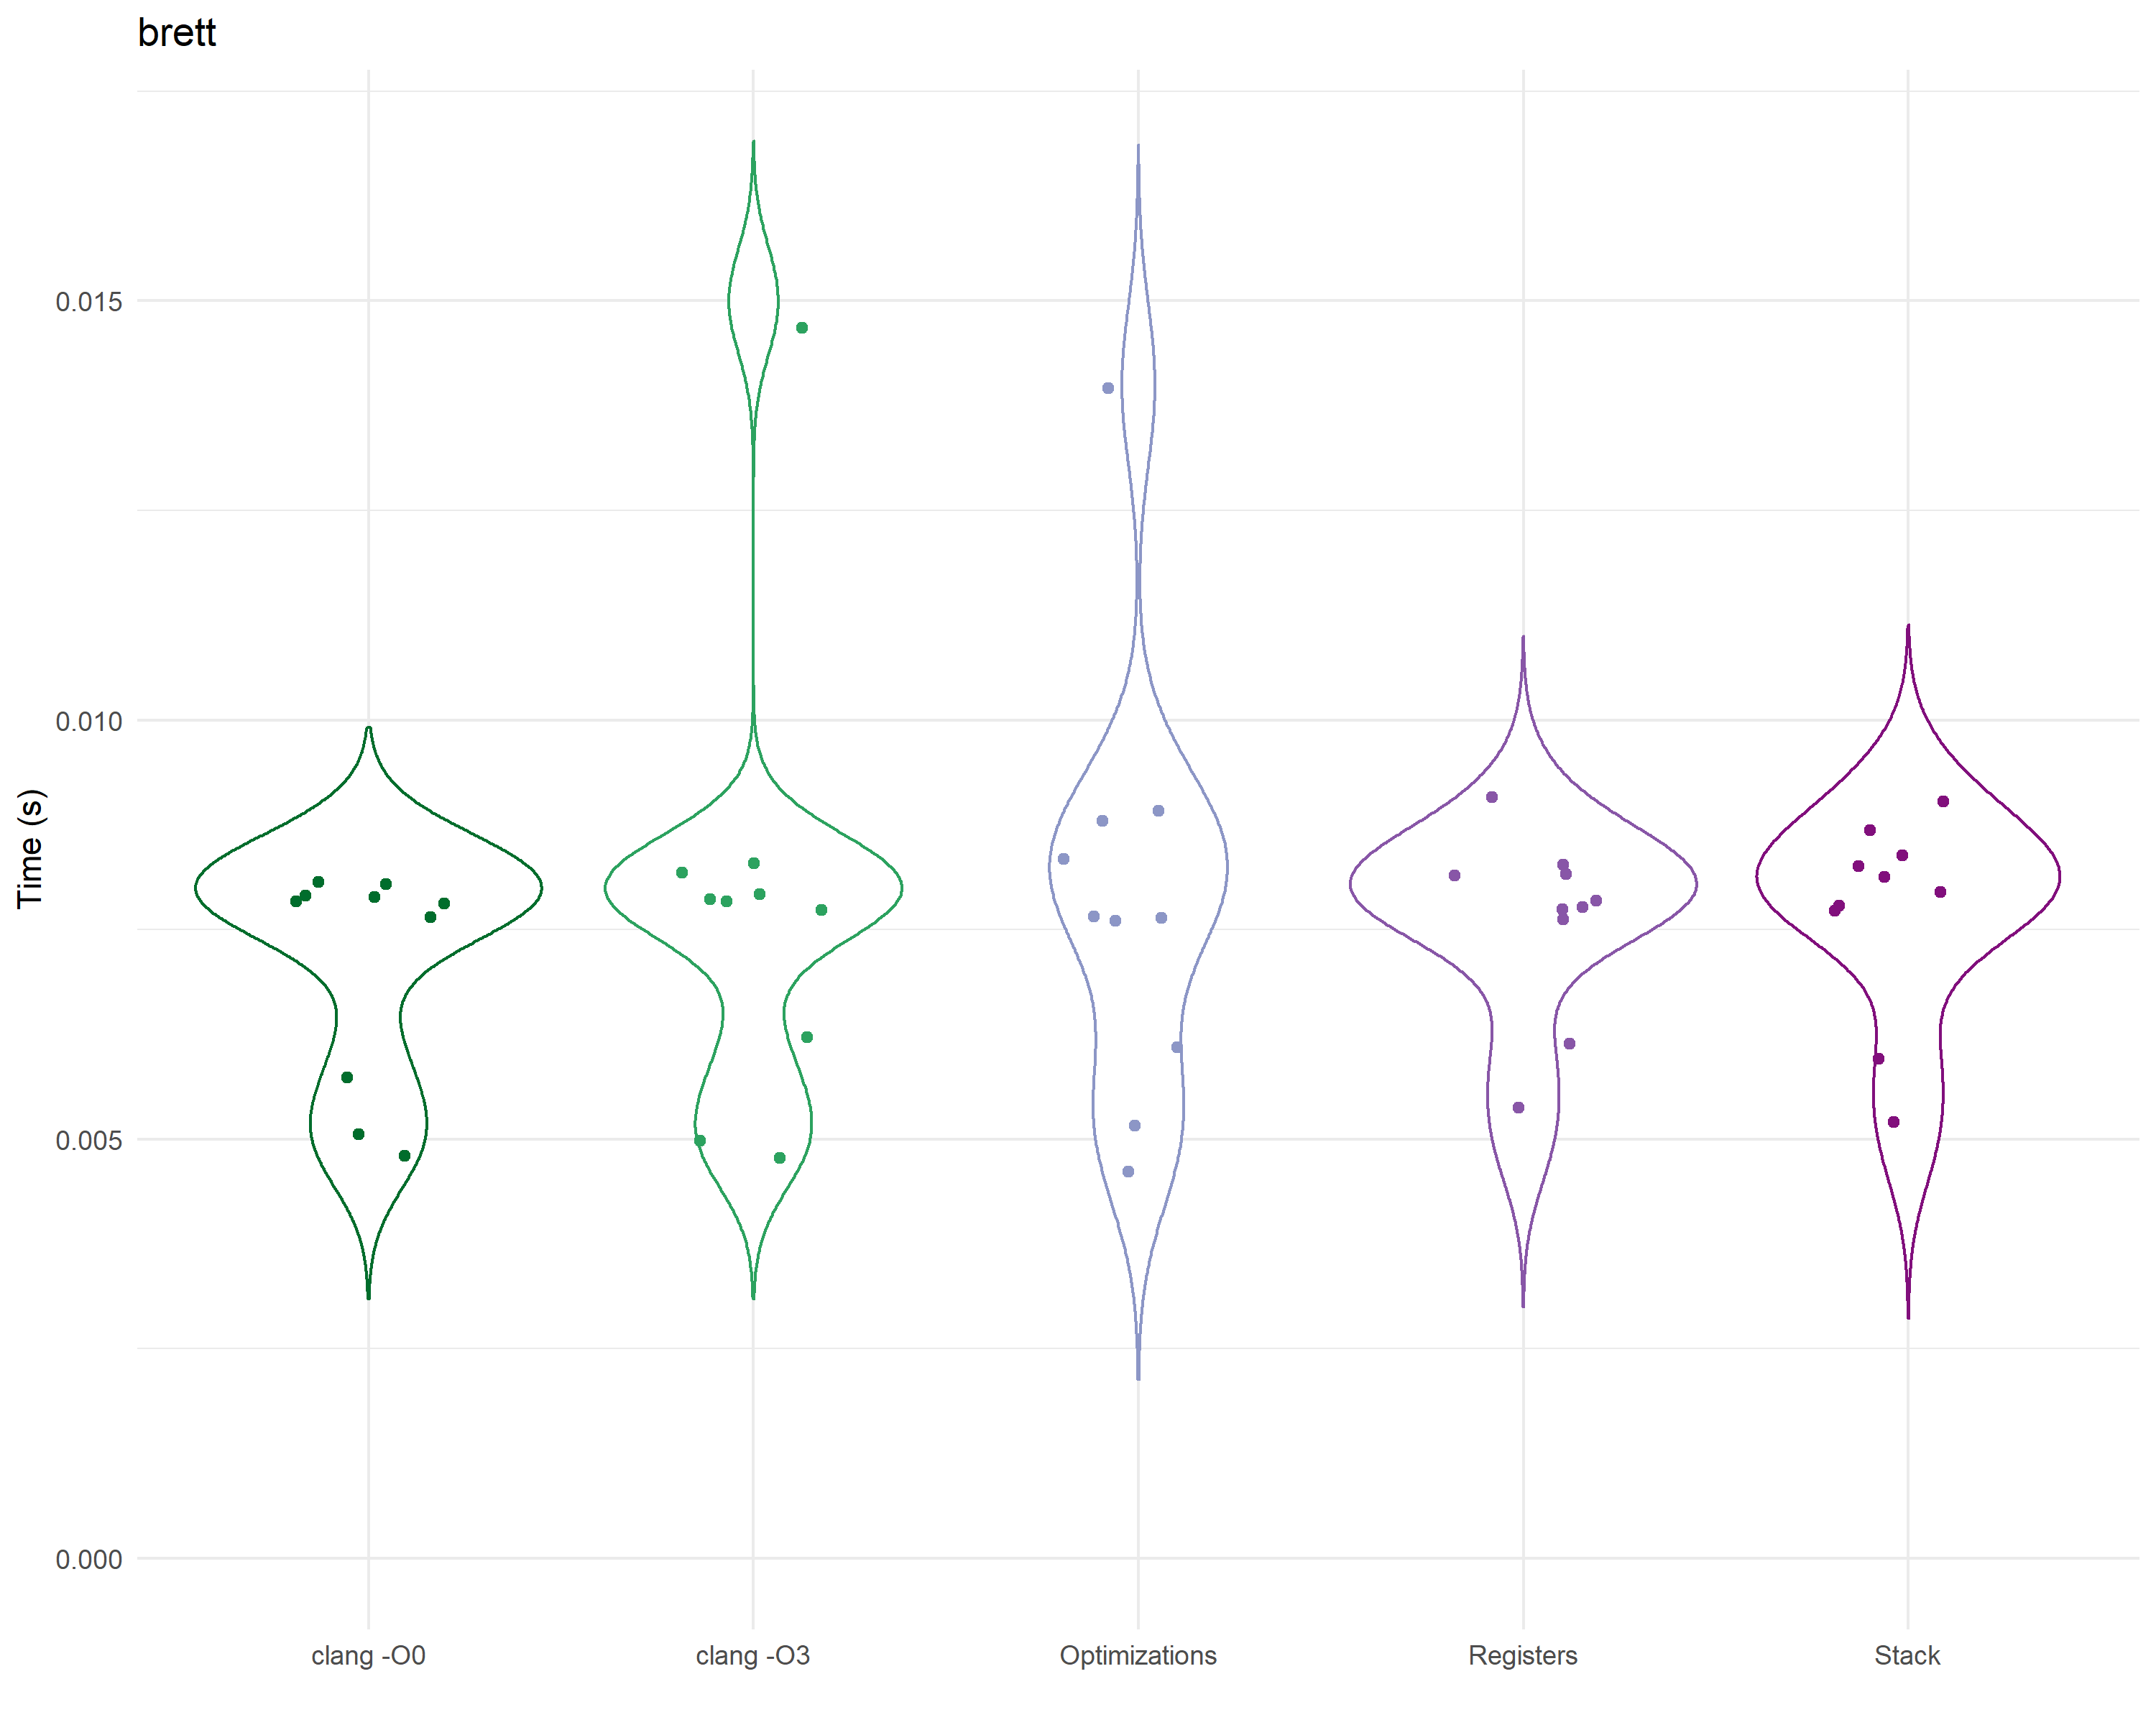 brett
Time (s)
0.015
0.010
0.005
0.000
clang -O0
clang -O3
Optimizations
Registers
Stack